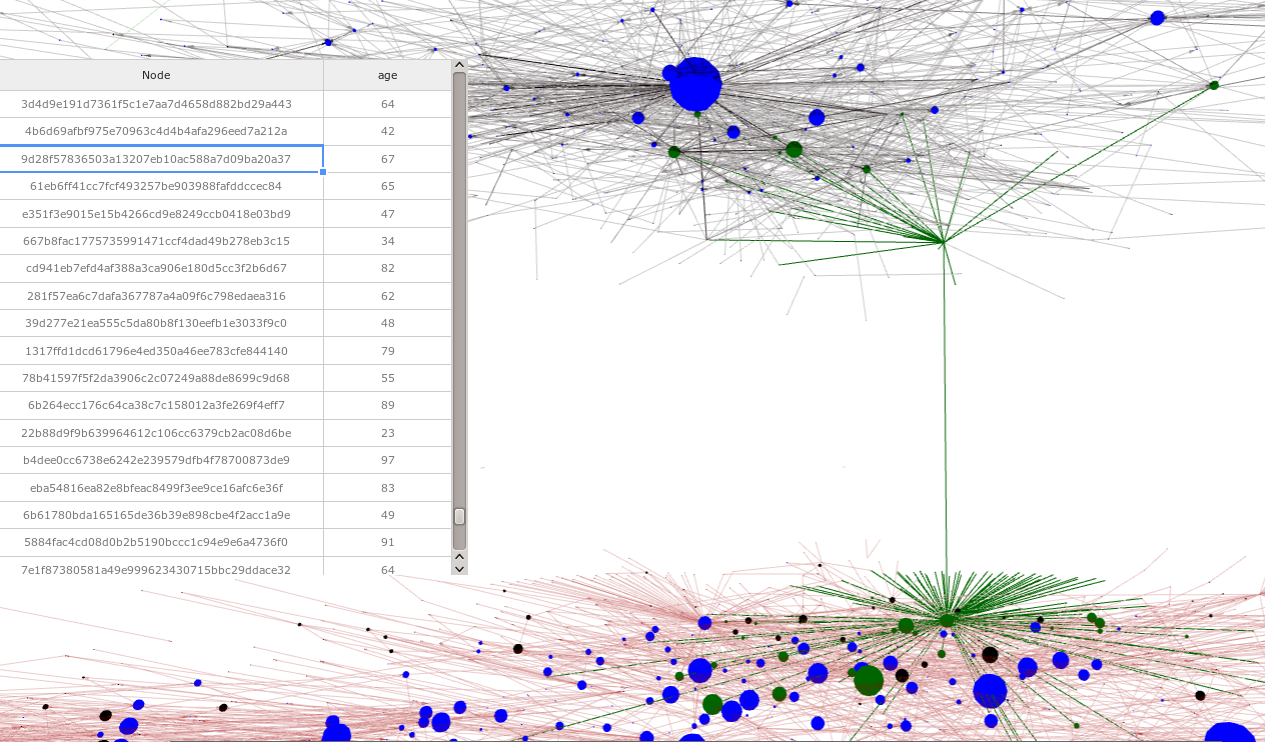 Node age
3d4d9e191d7361f5c1e7aa7d4658d882bd29a443 64
4b6d69afbf975e70963c4d4b4afa296eed7a212a 42
9d28f57836503a13207eb10ac588a7d09ba20a37 67
61eb6ff41cc7fcf493257be903988fafddccec84 65
e351f3e9015e15b4266cd9e8249ccb0418e03bd9 47
667b8fac1775735991471ccf4dad49b278eb3c15 34
cd941eb7efd4af388a3ca906e180d5cc3f2b6d67 82
281f57ea6c7dafa367787a4a09f6c798edaea316 62
39d277e21ea555c5da80b8f130eefb1e3033f9c0 48
1317ffd1dcd61796e4ed350a46ee783cfe844140 79
78b41597f5f2da3906c2c07249a88de8699c9d68 55
6b264ecc176c64ca38c7c158012a3fe269f4eff7 89
22b88d9f9b639964612c106cc6379cb2ac08d6be 23
b4dee0cc6738e6242e239579dfb4f78700873de9 97
eba54816ea82e8bfeac8499f3ee9ce16afc6e36f 83
6b61780bda165165de36b39e898cbe4f2acc1a9e 49
5884fac4cd08d0b2b5190bccc1c94e9e6a4736f0 91
7e1f87380581a49e999623430715bbc29ddace32 64